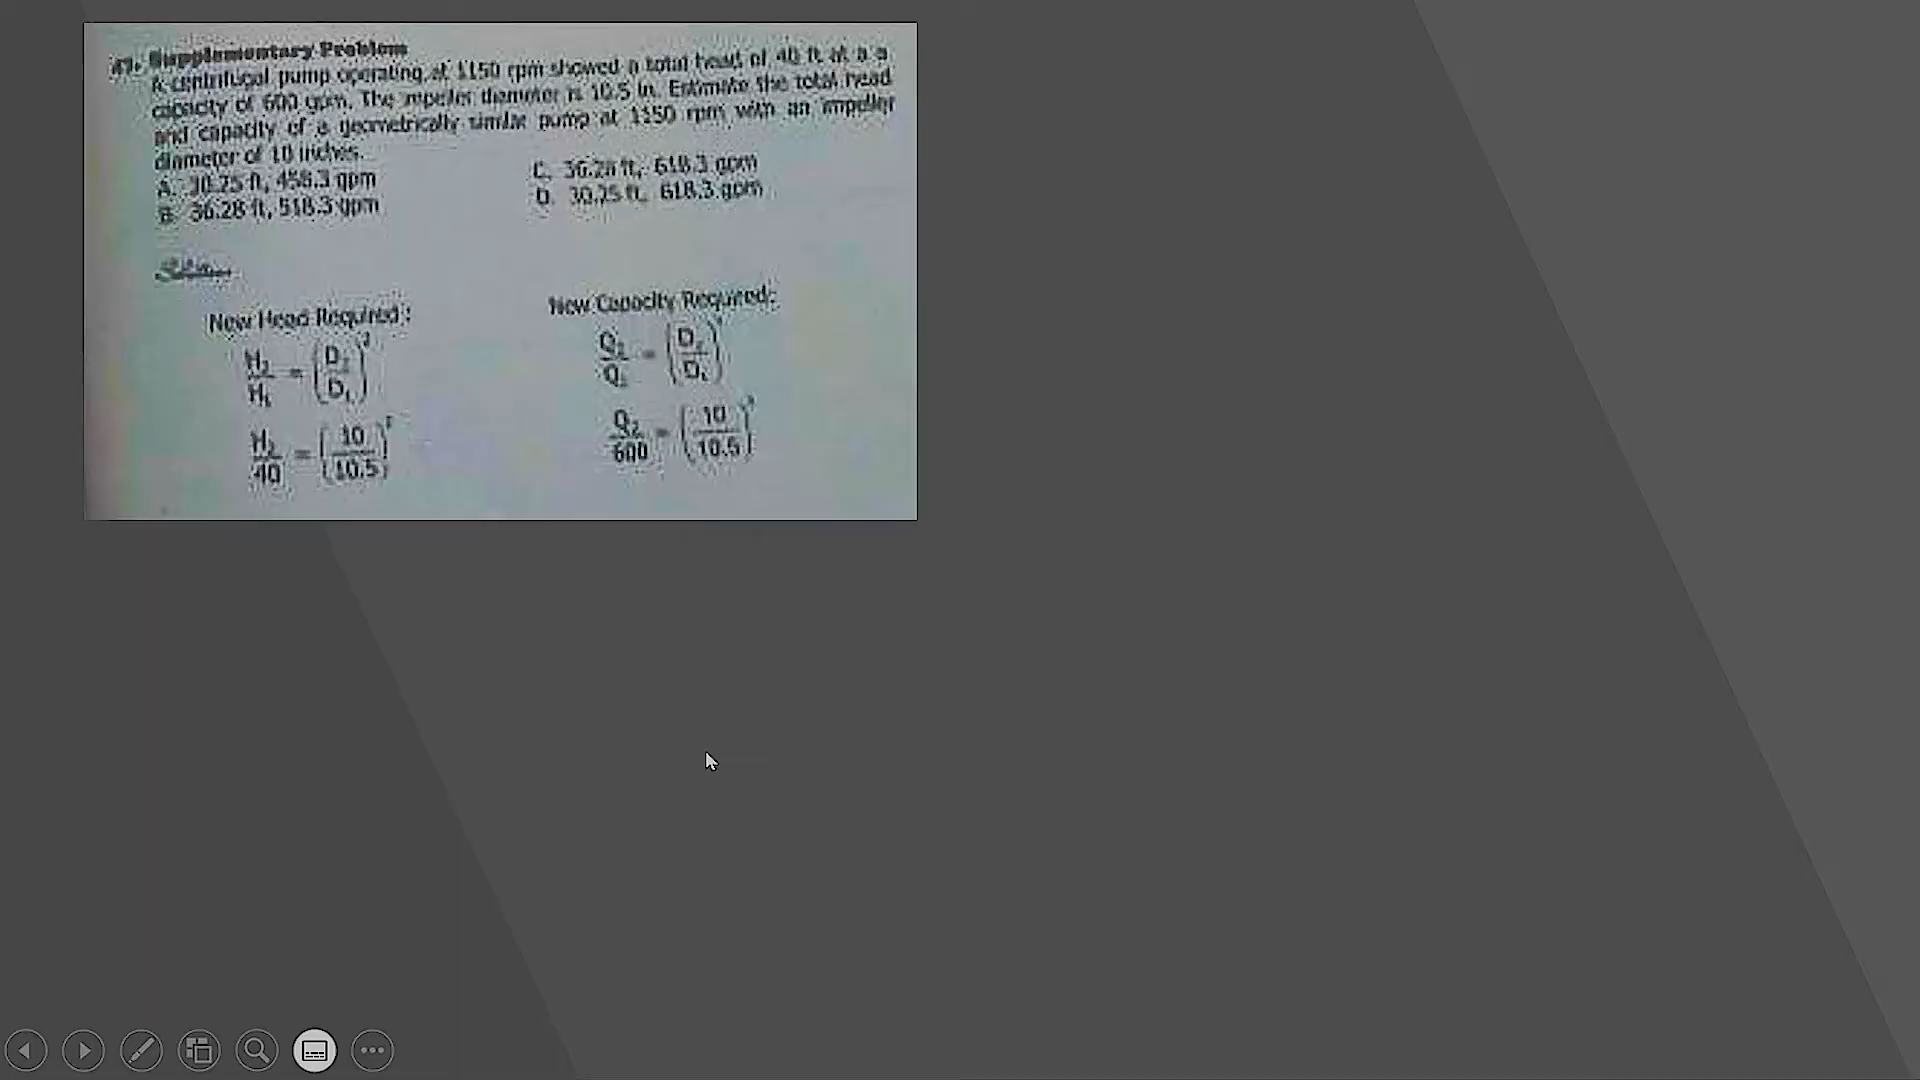 Supplementary Problem
A centrifugal pump operating at 1150 rpm showed a total head of 40 ft at a a
capacity of 600 gpm. The impeller diameter is 10.5 in. Estimate the total head
and capacity of a geometrically similar pump at 1150 rpm with an impeller
diameter of 10 inches.
A. 30.25 ft, 458.3 gpm
B. 36.28 ft, 518.3 gpm
C. 36.28 ft, 618.3 gpm
D. 30.25 ft, 618.3 gpm
New Head Required:
H₂/H₁ = (D₂/D₁)²
H₂/40 = (10/10.5)²
New Capacity Required:
Q₂/Q₁ = (D₂/D₁)³
Q₂/600 = (10/10.5)³